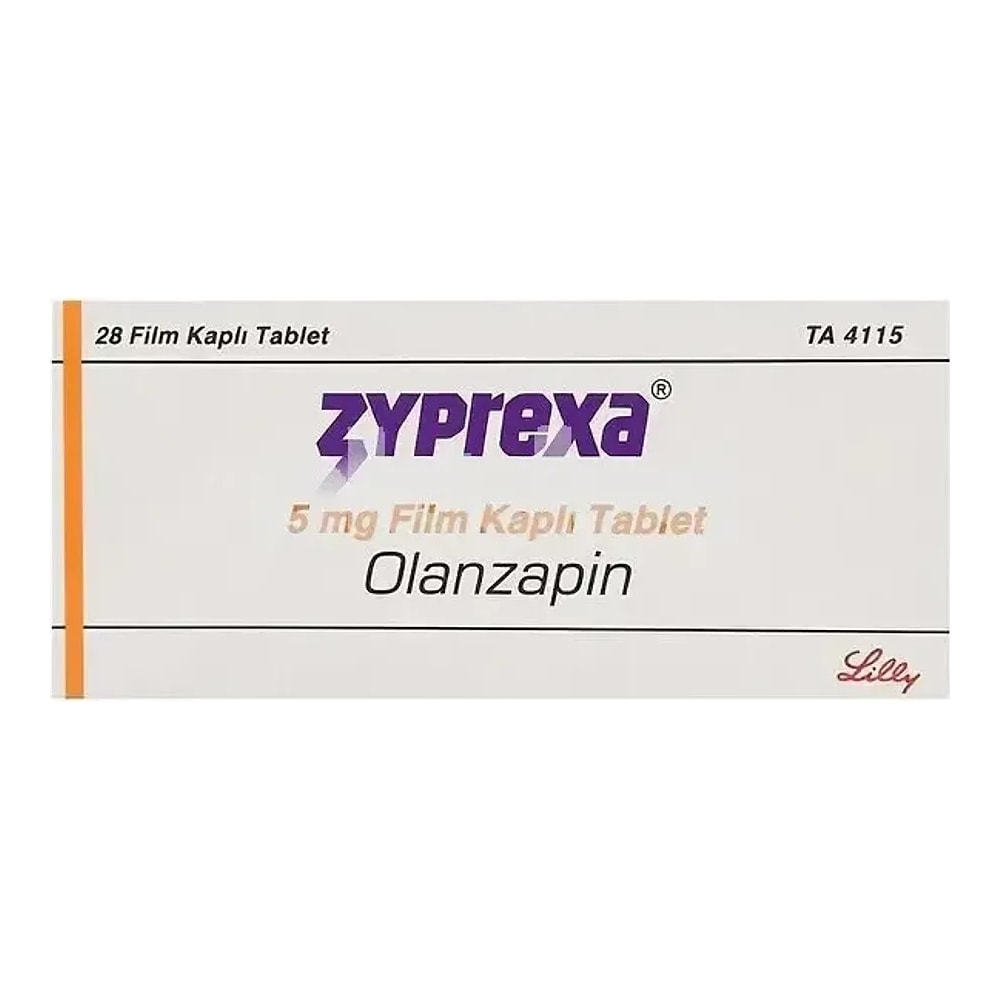 28 Film Kaplı Tablet
TA 4115
zyprexa®
5 mg Film Kaplı Tablet
Olanzapin
Lilly